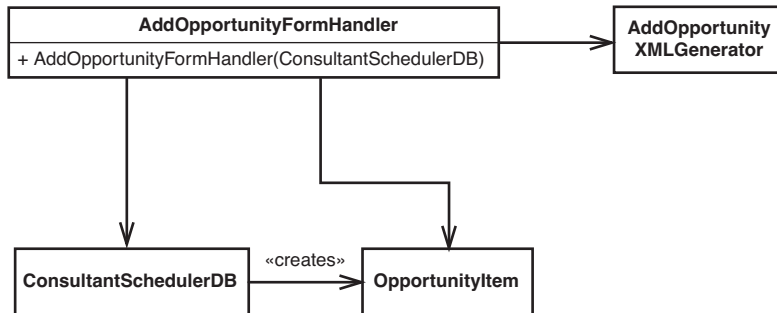 AddOpportunityFormHandler
+ AddOpportunityFormHandler(ConsultantSchedulerDB)
AddOpportunity
XMLGenerator
ConsultantSchedulerDB
«creates»
OpportunityItem